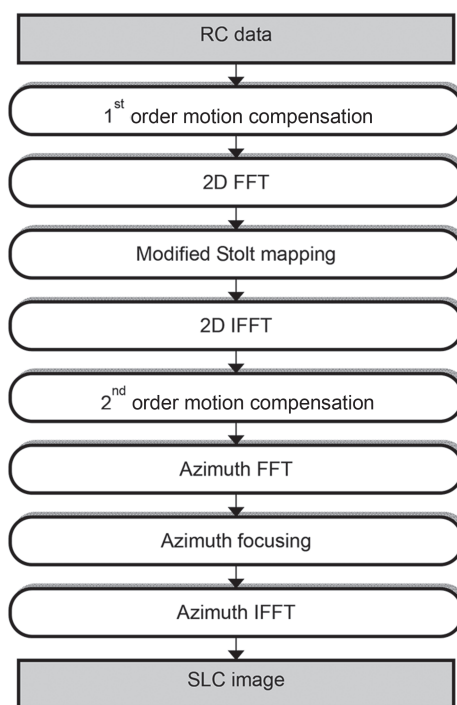 RC data
1st order motion compensation
2D FFT
Modified Stolt mapping
2D IFFT
2nd order motion compensation
Azimuth FFT
Azimuth focusing
Azimuth IFFT
SLC image